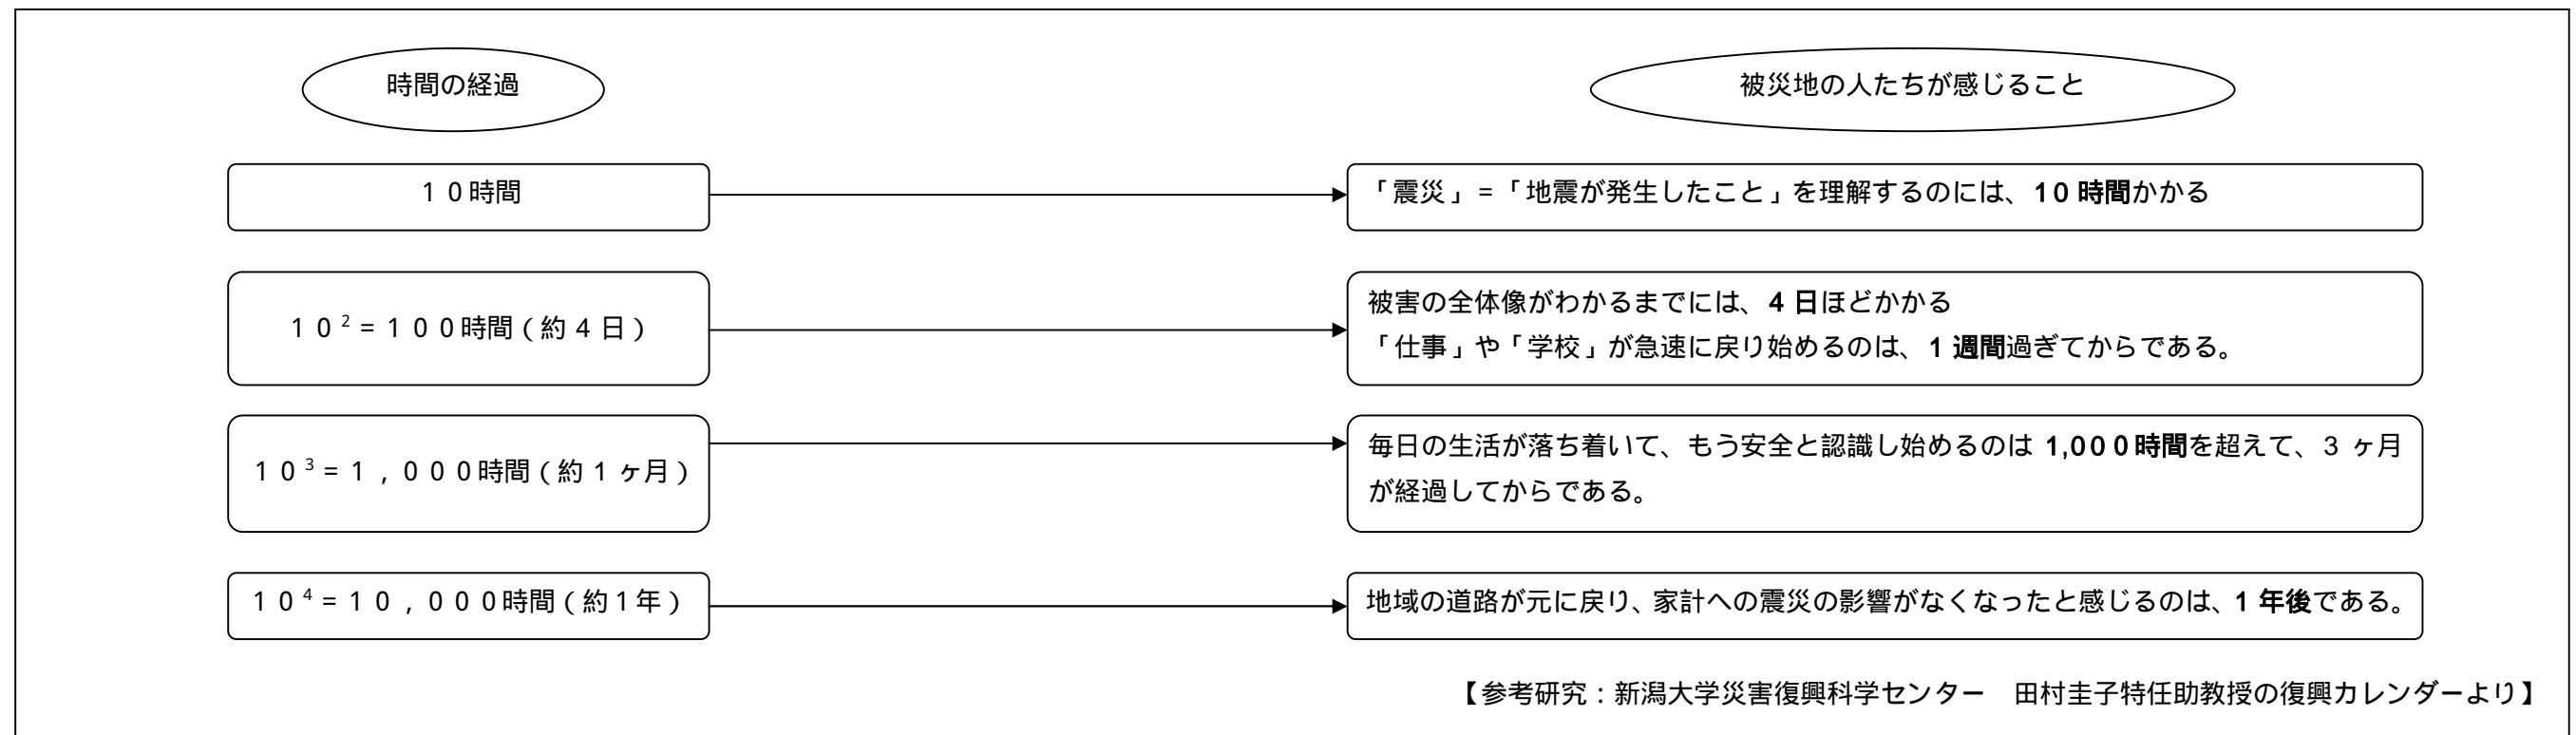 時間の経過
被災地の人たちが感じること
１０時間
「震災」=「地震が発生したこと」を理解するのには、10時間かかる
１０²=１００時間（約４日）
被害の全体像がわかるまでには、４日ほどかかる
「仕事」や「学校」が急速に戻り始めるのは、１週間過ぎてからである。
１０³=１,０００時間（約１ヶ月）
毎日の生活が落ち着いて、もう安全と認識し始めるのは 1,000時間を超えて、３ヶ月
が経過してからである。
１０⁴=１０,０００時間（約１年）
地域の道路が元に戻り、家計への震災の影響がなくなったと感じるのは、１年後である。
【参考研究：新潟大学災害復興科学センター　田村圭子特任助教授の復興カレンダーより】